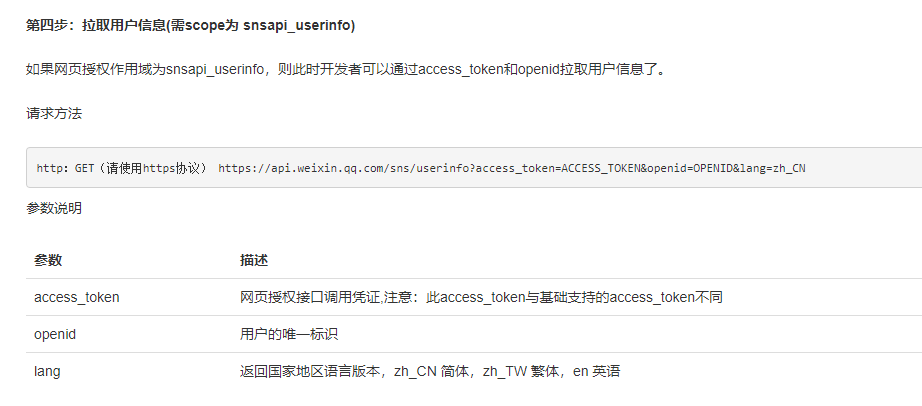 第四步：拉取用户信息(需scope为 snsapi_userinfo)
如果网页授权作用域为snsapi_userinfo，则此时开发者可以通过access_token和openid拉取用户信息了。
请求方法
http：GET（请使用https协议） https://api.weixin.qq.com/sns/userinfo?access_token=ACCESS_TOKEN&openid=OPENID&lang=zh_CN
参数说明
参数 描述
access_token 网页授权接口调用凭证,注意：此access_token与基础支持的access_token不同
openid 用户的唯一标识
lang 返回国家地区语言版本，zh_CN 简体，zh_TW 繁体，en 英语